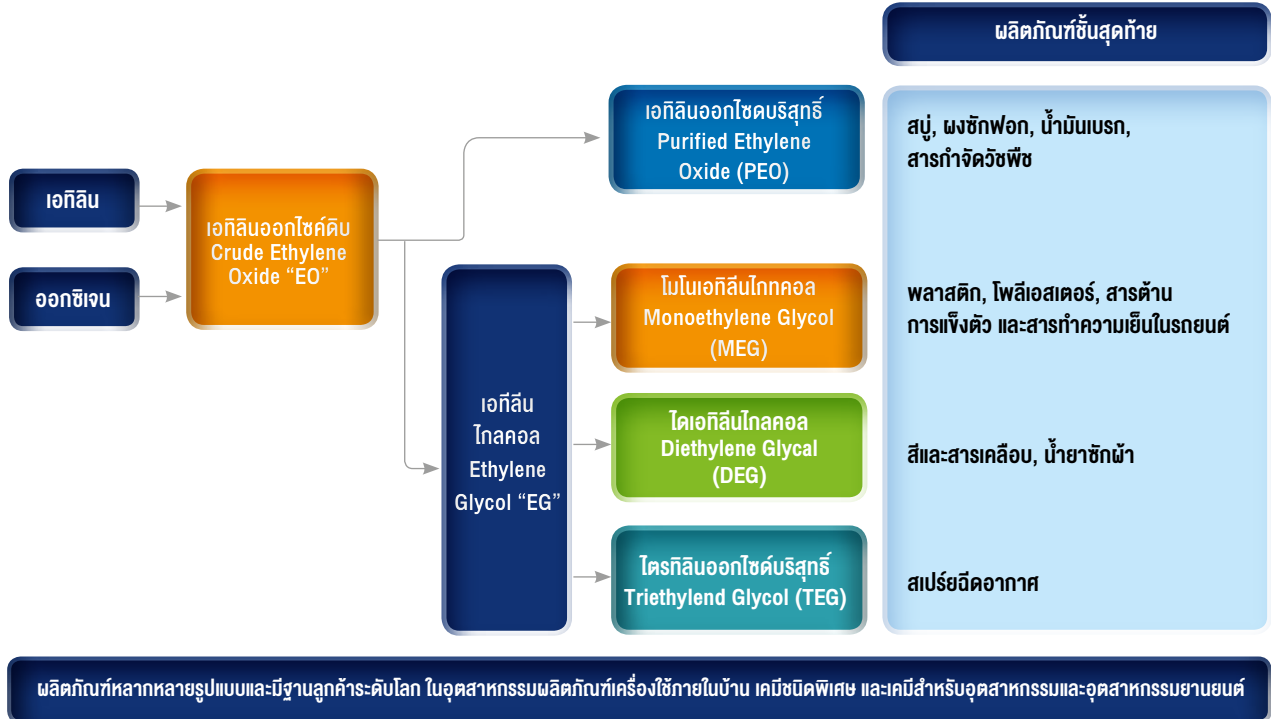 ผลิตภัณฑ์ชั้นสุดท้าย
เอทิลิน
ออกซิเจน
เอทิลินออกไซค์ดิบ
Crude Ethylene
Oxide “EO”
เอทิลินออกไซดบริสุทธิ์
Purified Ethylene
Oxide (PEO)
สบู่, ผงซักฟอก, น้ำมันเบรก,
สารกำจัดวัชพืช
เอทีลีน
ไกลคอล
Ethylene
Glycol “EG”
โมโนเอทิลีนไกทคอล
Monoethylene Glycol
(MEG)
พลาสติก, โพลีเอสเตอร์, สารต้าน
การแข็งตัว และสารทำความเย็นในรถยนต์
ไดเอทิลีนไกลคอล
Diethylene Glycal
(DEG)
สีและสารเคลือบ, น้ำยาซักผ้า
ไตรทิลินออกไซด์บริสุทธิ์
Triethylend Glycol (TEG)
สเปร์ยฉีดอากาศ
ผลิตภัณฑ์หลากหลายรูปแบบและมีฐานลูกค้าระดับโลก ในอุตสาหกรรมผลิตภัณฑ์เครื่องใช้ภายในบ้าน เคมีชนิดพิเศษ และเคมีสำหรับอุตสาหกรรมและอุตสาหกรรมยานยนต์